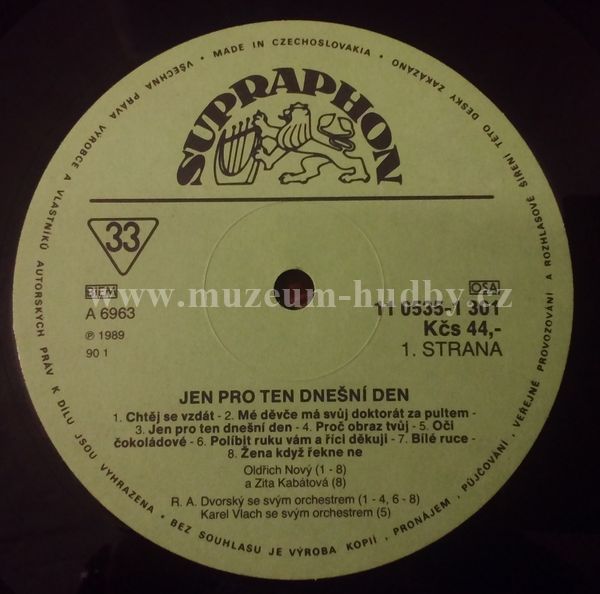 VŠECHNA PRÁVA VÝROBCE A VLASTNÍKŮ AUTORSKÝCH PRÁV K DÍLU JSOU VYHRAZENA • BEZ SOUHLASU JE VÝROBA KOPIÍ, PRONÁJEM, PŮJČOVÁNÍ, VEŘEJNÉ PROVOZOVÁNÍ A ROZHLASOVÉ ŠÍŘENÍ TÉTO DESKY ZAKÁZÁNO • MADE IN CZECHOSLOVAKIA •
SUPRAPHON
33
BIEM
OSA
www.muzeum-hudby.cz
A 6963
11 0535-1 301
Kčs 44,-
℗ 1989
90 1
1. STRANA
JEN PRO TEN DNEŠNÍ DEN
1. Chtěj se vzdát - 2. Mé děvče má svůj doktorát za pultem -
3. Jen pro ten dnešní den - 4. Proč obraz tvůj - 5. Oči
čokoládové - 6. Políbit ruku vám a říci děkuji - 7. Bílé ruce -
8. Žena když řekne ne
Oldřich Nový (1 - 8)
a Zita Kabátová (8)
R. A. Dvorský se svým orchestrem (1 - 4, 6 - 8)
Karel Vlach se svým orchestrem (5)